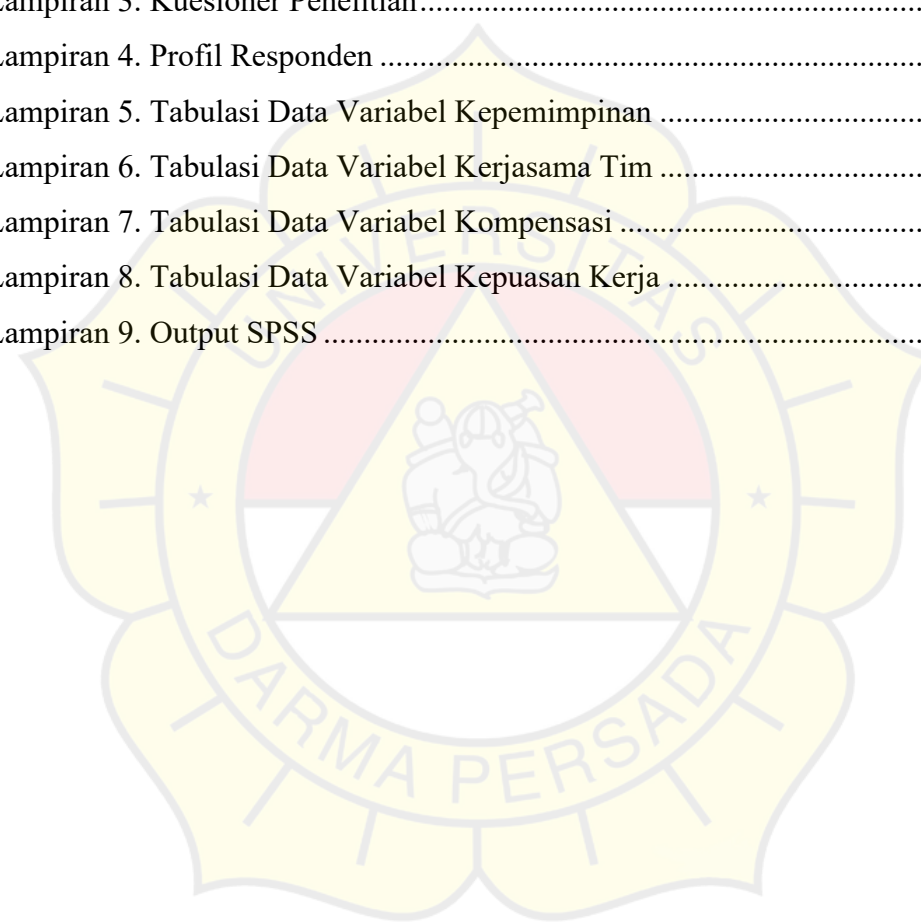 Lampiran 3. Kuesioner Penelitian
Lampiran 4. Profil Responden
Lampiran 5. Tabulasi Data Variabel Kepemimpinan
Lampiran 6. Tabulasi Data Variabel Kerjasama Tim
Lampiran 7. Tabulasi Data Variabel Kompensasi
Lampiran 8. Tabulasi Data Variabel Kepuasan Kerja
Lampiran 9. Output SPSS
UNIVERSITAS
DARMA PERSADA